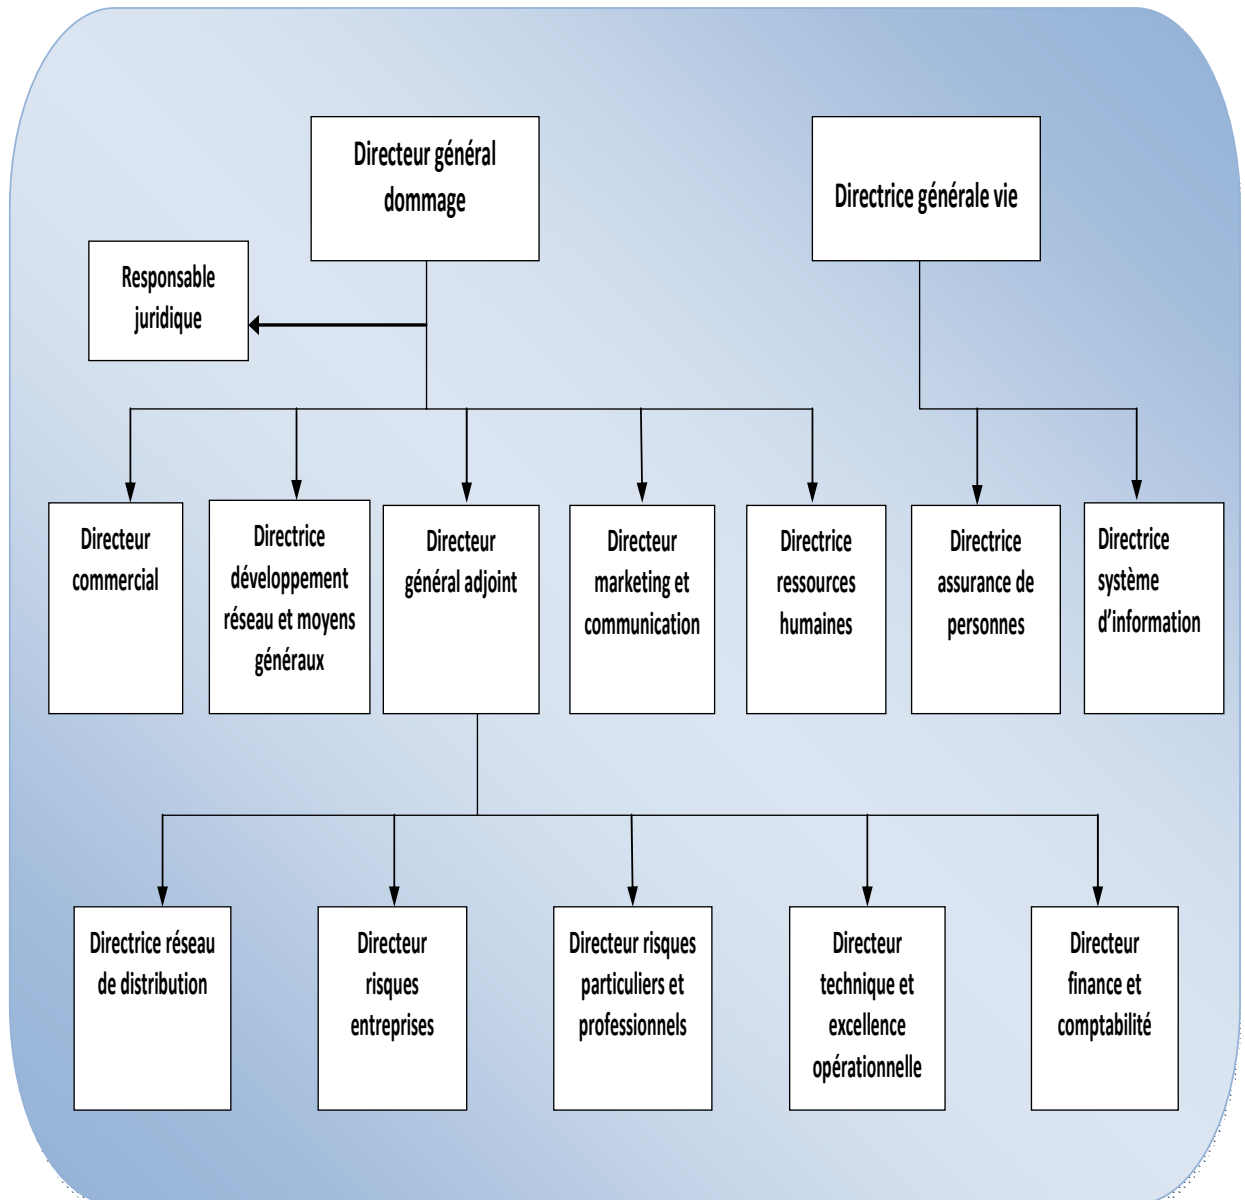 Directeur général
dommage
Directrice générale vie
Responsable
juridique
Directeur
commercial
Directrice
développement
réseau et moyens
généraux
Directeur
général adjoint
Directeur
marketing et
communication
Directrice
ressources
humaines
Directrice
assurance de
personnes
Directrice
système
d’information
Directrice réseau
de distribution
Directeur
risques
entreprises
Directeur risques
particuliers et
professionnels
Directeur
technique et
excellence
opérationnelle
Directeur
finance et
comptabilité